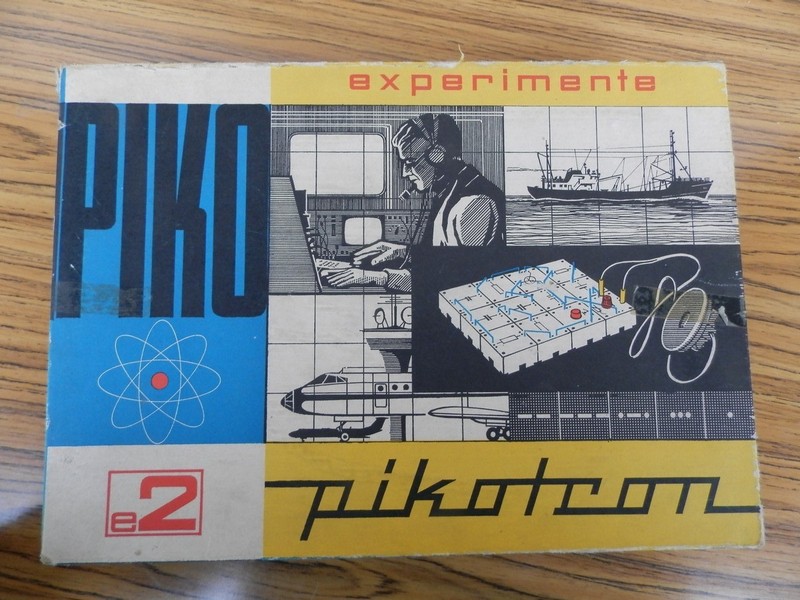 experimente
PIKO
e2
pikotron